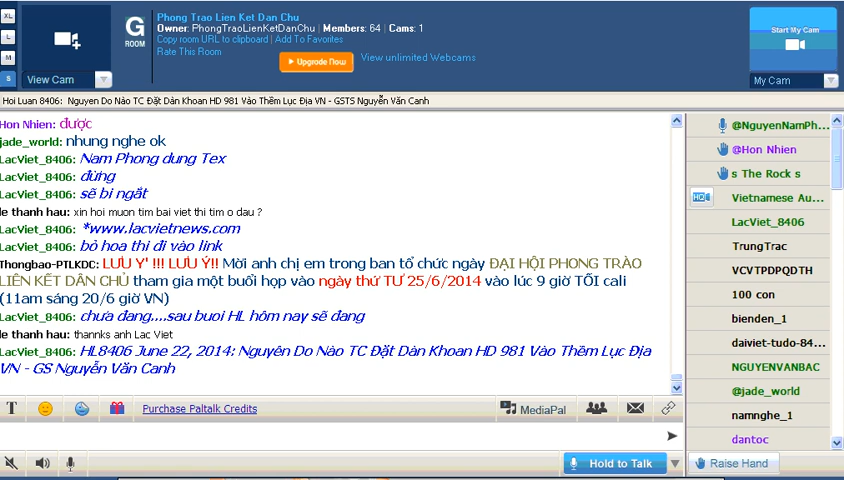 XL
L
M
S
View Cam
G
ROOM
Phong Trao Lien Ket Dan Chu
Owner: PhongTraoLienKetDanChu | Members: 64 | Cams: 1
Copy room URL to clipboard | Add To Favorites
Rate This Room
Upgrade Now
View unlimited Webcams
Start My Cam
My Cam
Hoi Luan 8406: Nguyen Do Nào TC Đặt Dàn Khoan HD 981 Vào Thềm Lục Địa VN - GSTS Nguyễn Văn Canh
Hon Nhien: được
jade_world: nhung nghe ok
LacViet_8406: Nam Phong dung Tex
LacViet_8406: đừng
LacViet_8406: sẽ bi ngắt
le thanh hau: xin hoi muon tim bai viet thi tim o dau ?
LacViet_8406: *www.lacvietnews.com
LacViet_8406: bỏ hoa thi đi vào link
Thongbao-PTLKDC: LƯU Y' !!! LƯU Ý!! Mời anh chị em trong ban tổ chức ngày ĐẠI HỘI PHONG TRÀO
LIÊN KẾT DÂN CHỦ tham gia một buổi họp vào ngày thứ TƯ 25/6/2014 vào lúc 9 giờ TỐI cali
(11am sáng 20/6 giờ VN)
LacViet_8406: chưa đang....sau buoi HL hôm nay sẽ đang
le thanh hau: thannks anh Lac Viet
LacViet_8406: HL8406 June 22, 2014: Nguyên Do Nào TC Đặt Dàn Khoan HD 981 Vào Thềm Lục Địa
VN - GS Nguyễn Văn Canh
@NguyenNamPh...
@Hon Nhien
s The Rock s
HD
Vietnamese Au...
LacViet_8406
TrungTrac
VCVTPDPQDTH
100 con
bienden_1
daiviet-tudo-84...
NGUYENVANBAC
@jade_world
namnghe_1
dantoc
T
Purchase Paltalk Credits
MediaPal
Hold to Talk
Raise Hand